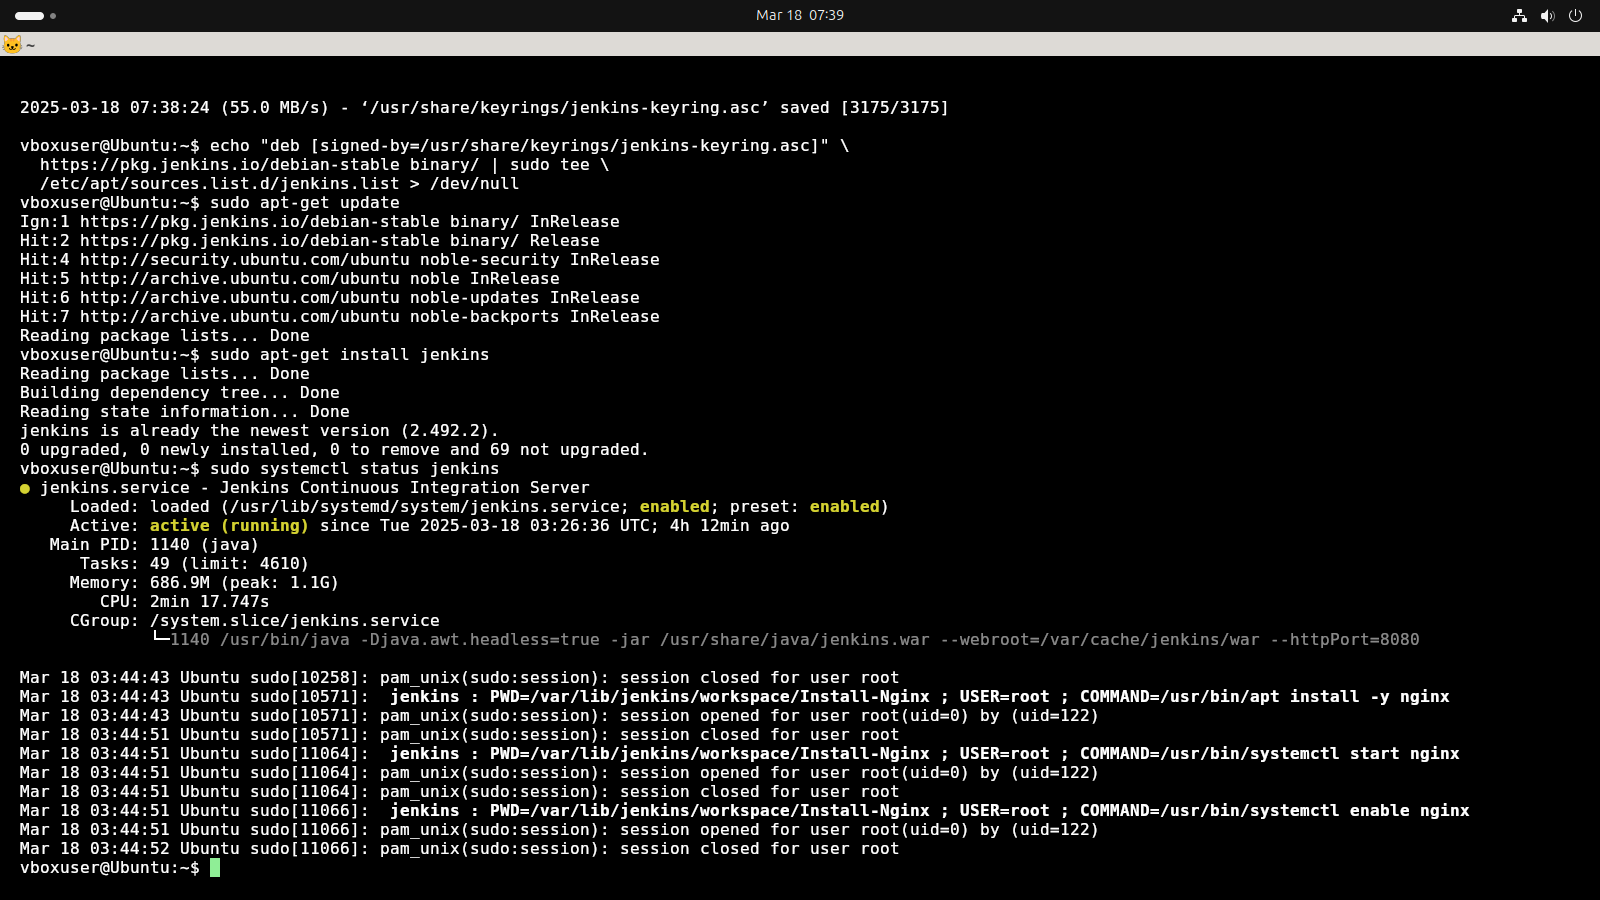 Mar 18 07:39
~
2025-03-18 07:38:24 (55.0 MB/s) - ‘/usr/share/keyrings/jenkins-keyring.asc’ saved [3175/3175]
vboxuser@Ubuntu:~$ echo "deb [signed-by=/usr/share/keyrings/jenkins-keyring.asc]" \
https://pkg.jenkins.io/debian-stable binary/ | sudo tee \
/etc/apt/sources.list.d/jenkins.list > /dev/null
vboxuser@Ubuntu:~$ sudo apt-get update
Ign:1 https://pkg.jenkins.io/debian-stable binary/ InRelease
Hit:2 https://pkg.jenkins.io/debian-stable binary/ Release
Hit:4 http://security.ubuntu.com/ubuntu noble-security InRelease
Hit:5 http://archive.ubuntu.com/ubuntu noble InRelease
Hit:6 http://archive.ubuntu.com/ubuntu noble-updates InRelease
Hit:7 http://archive.ubuntu.com/ubuntu noble-backports InRelease
Reading package lists... Done
vboxuser@Ubuntu:~$ sudo apt-get install jenkins
Reading package lists... Done
Building dependency tree... Done
Reading state information... Done
jenkins is already the newest version (2.492.2).
0 upgraded, 0 newly installed, 0 to remove and 69 not upgraded.
vboxuser@Ubuntu:~$ sudo systemctl status jenkins
● jenkins.service - Jenkins Continuous Integration Server
Loaded: loaded (/usr/lib/systemd/system/jenkins.service; enabled; preset: enabled)
Active: active (running) since Tue 2025-03-18 03:26:36 UTC; 4h 12min ago
Main PID: 1140 (java)
Tasks: 49 (limit: 4610)
Memory: 686.9M (peak: 1.1G)
CPU: 2min 17.747s
CGroup: /system.slice/jenkins.service
└─1140 /usr/bin/java -Djava.awt.headless=true -jar /usr/share/java/jenkins.war --webroot=/var/cache/jenkins/war --httpPort=8080
Mar 18 03:44:43 Ubuntu sudo[10258]: pam_unix(sudo:session): session closed for user root
Mar 18 03:44:43 Ubuntu sudo[10571]:  jenkins : PWD=/var/lib/jenkins/workspace/Install-Nginx ; USER=root ; COMMAND=/usr/bin/apt install -y nginx
Mar 18 03:44:43 Ubuntu sudo[10571]: pam_unix(sudo:session): session opened for user root(uid=0) by (uid=122)
Mar 18 03:44:51 Ubuntu sudo[10571]: pam_unix(sudo:session): session closed for user root
Mar 18 03:44:51 Ubuntu sudo[11064]:  jenkins : PWD=/var/lib/jenkins/workspace/Install-Nginx ; USER=root ; COMMAND=/usr/bin/systemctl start nginx
Mar 18 03:44:51 Ubuntu sudo[11064]: pam_unix(sudo:session): session opened for user root(uid=0) by (uid=122)
Mar 18 03:44:51 Ubuntu sudo[11064]: pam_unix(sudo:session): session closed for user root
Mar 18 03:44:51 Ubuntu sudo[11066]:  jenkins : PWD=/var/lib/jenkins/workspace/Install-Nginx ; USER=root ; COMMAND=/usr/bin/systemctl enable nginx
Mar 18 03:44:51 Ubuntu sudo[11066]: pam_unix(sudo:session): session opened for user root(uid=0) by (uid=122)
Mar 18 03:44:52 Ubuntu sudo[11066]: pam_unix(sudo:session): session closed for user root
vboxuser@Ubuntu:~$